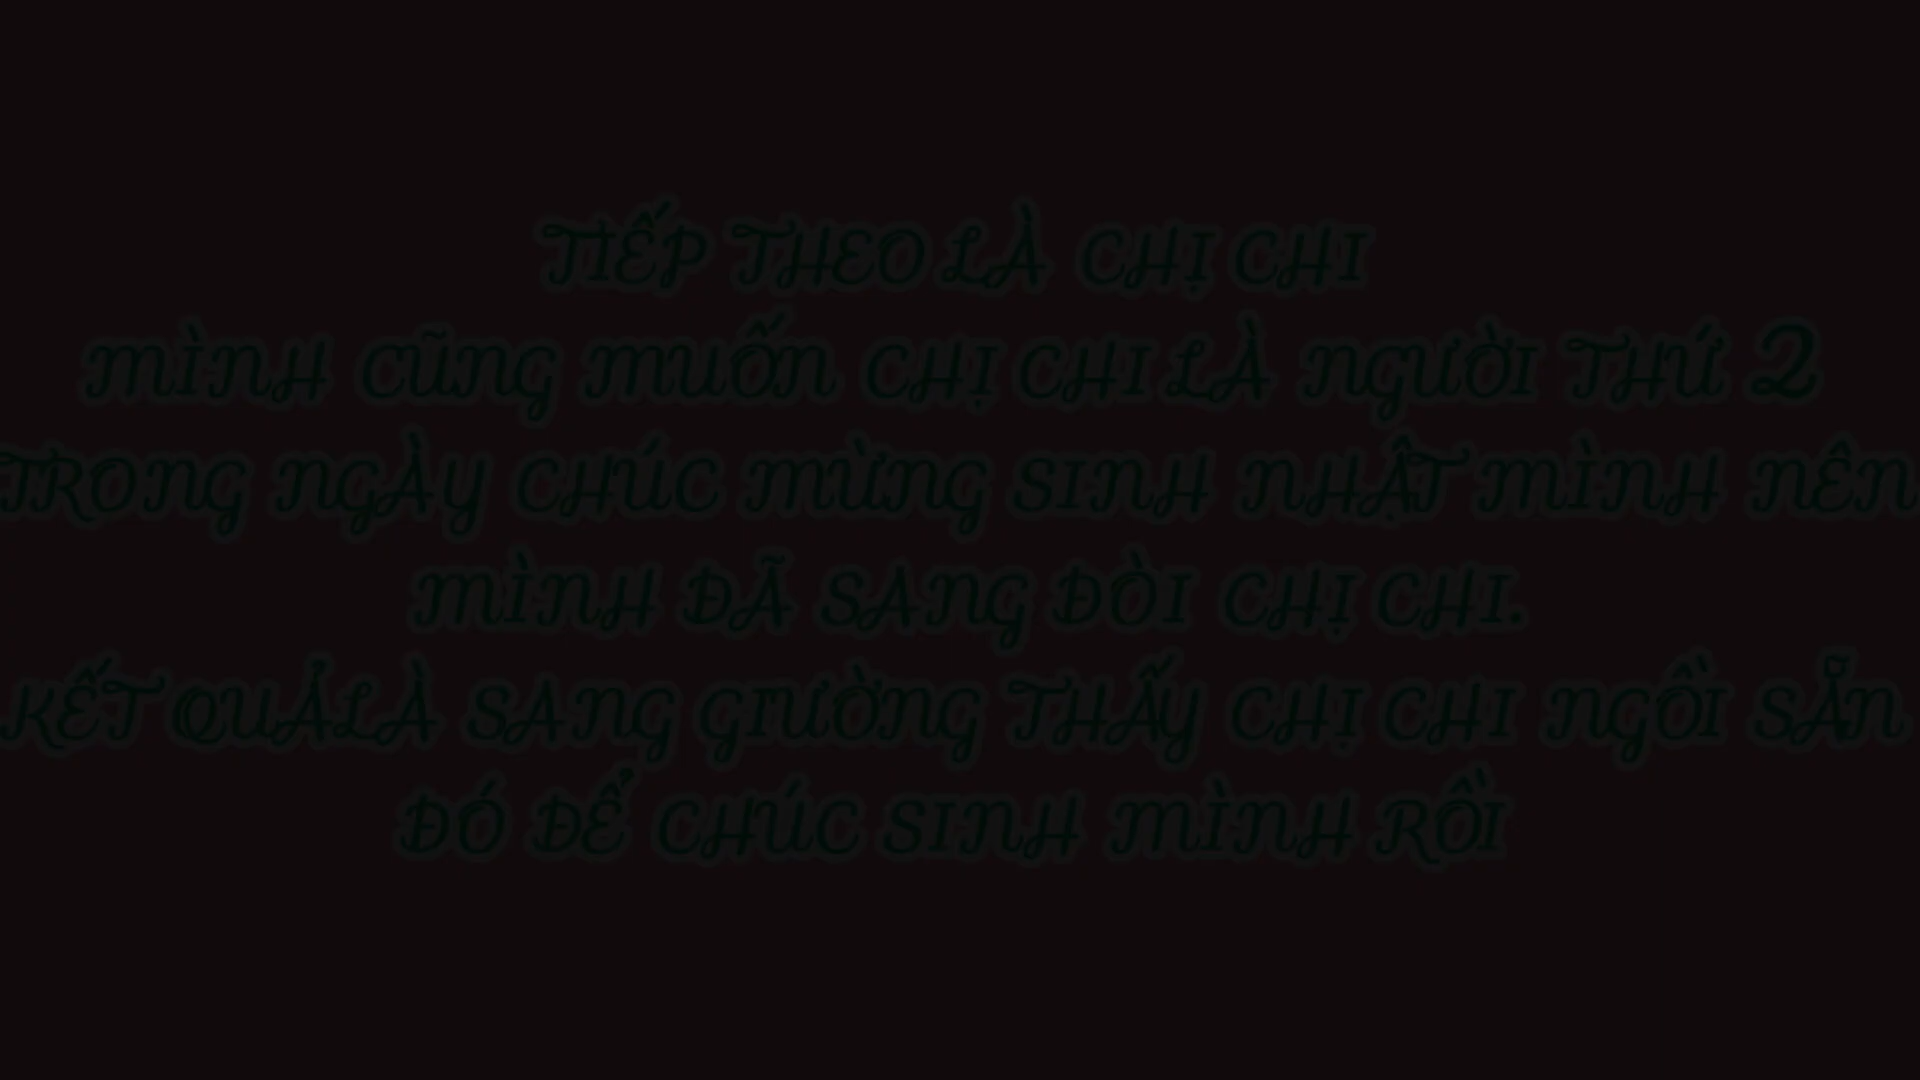 TIẾP THEO LÀ CHỊ CHI
MÌNH CŨNG MUỐN CHỊ CHI LÀ NGƯỜI THỨ 2
TRONG NGÀY CHÚC MỪNG SINH NHẬT MÌNH NÊN
MÌNH ĐÃ SANG ĐÒI CHỊ CHI.
KẾT QUẢ LÀ SANG GIƯỜNG THẤY CHỊ CHI NGỒI SẴN
ĐÓ ĐỂ CHÚC SINH MÌNH RỒI